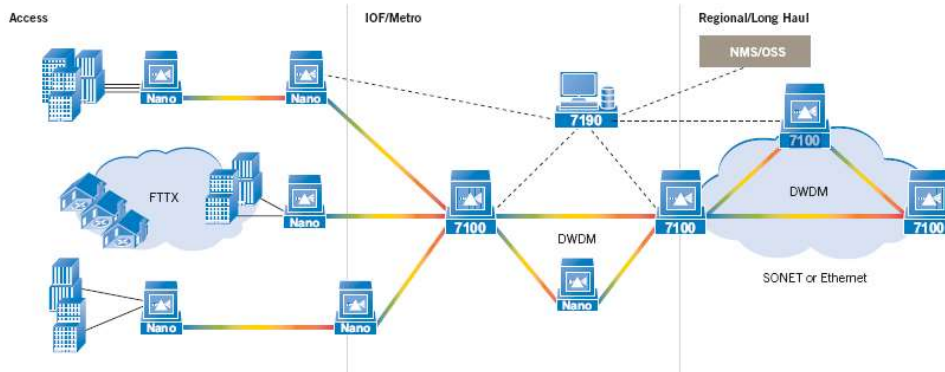 Access
IOF/Metro
Regional/Long Haul
NMS/OSS
Nano
Nano
7190
7100
FTTX
DWDM
Nano
7100
7100
7100
DWDM
SONET or Ethernet
Nano
Nano
Nano